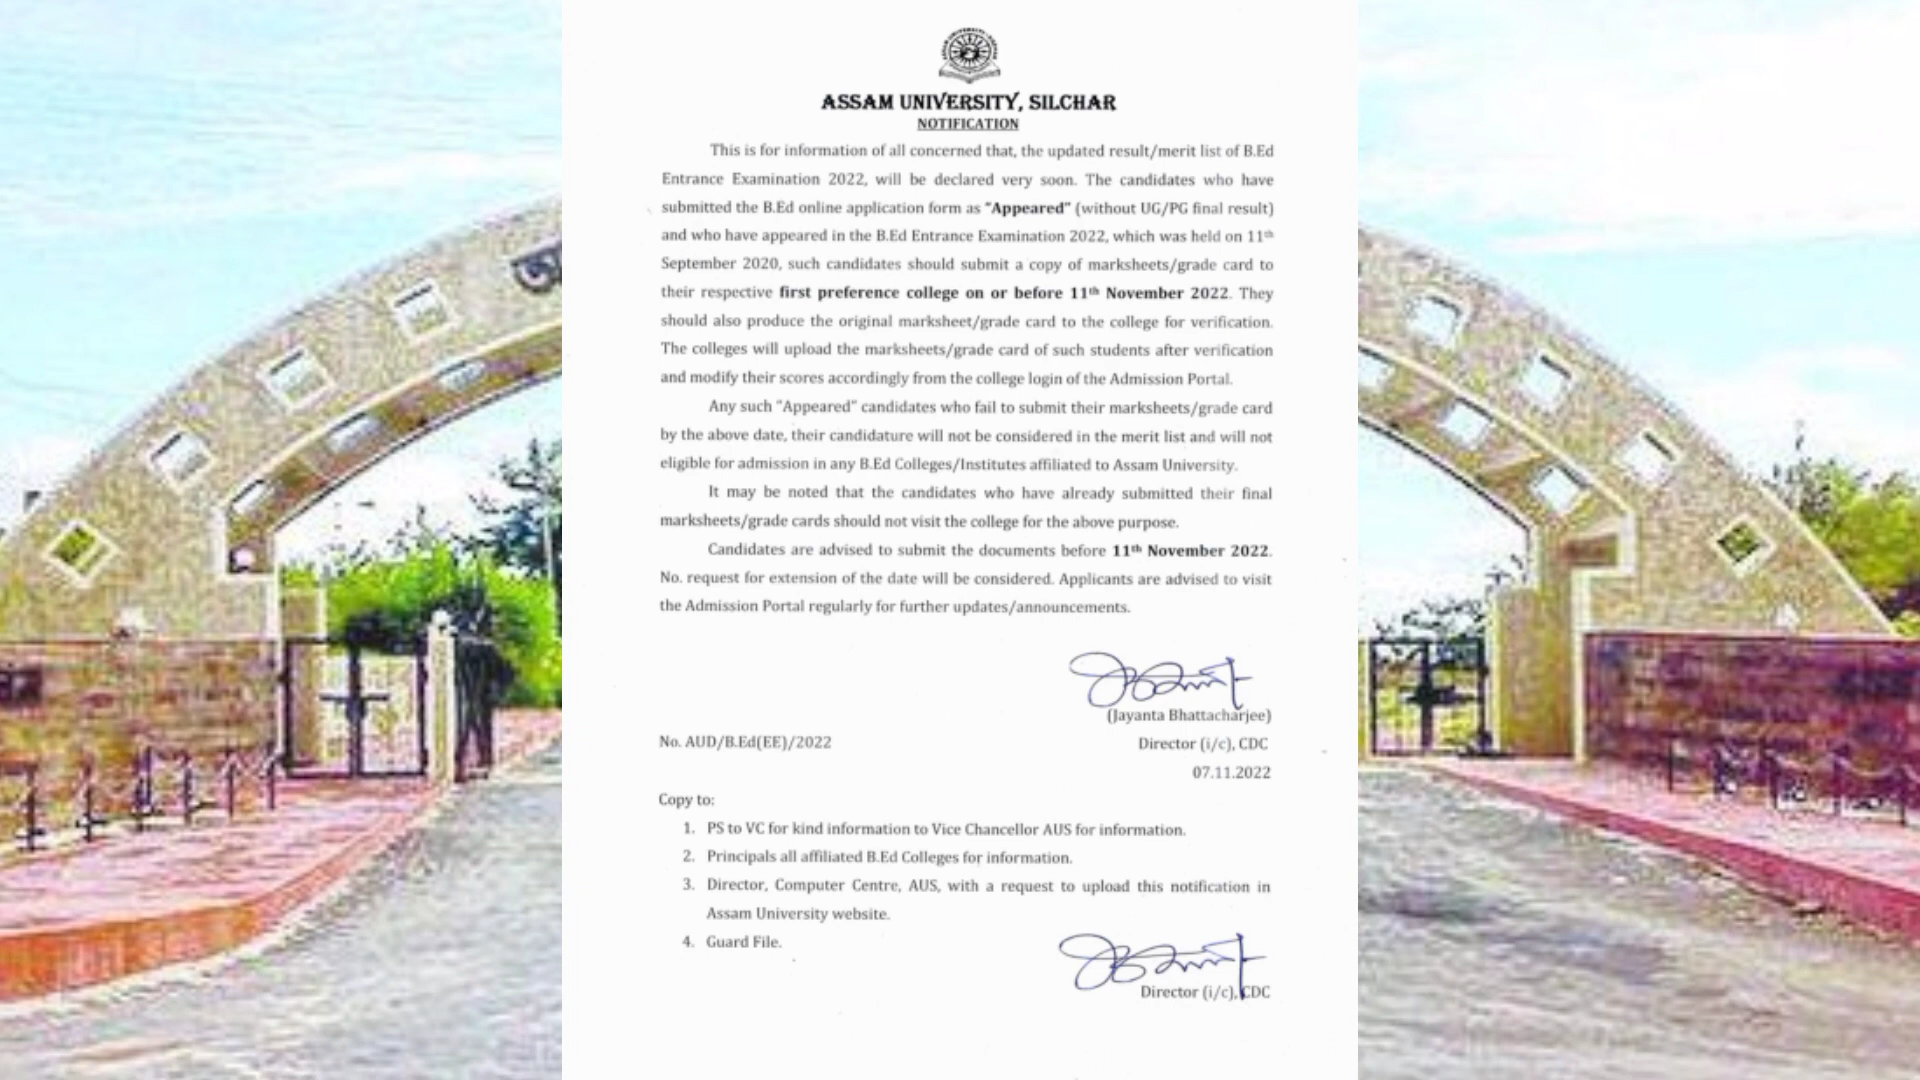 ASSAM UNIVERSITY, SILCHAR
NOTIFICATION
This is for information of all concerned that, the updated result/merit list of B.Ed
Entrance Examination 2022, will be declared very soon. The candidates who have
submitted the B.Ed online application form as "Appeared" (without UG/PG final result)
and who have appeared in the B.Ed Entrance Examination 2022, which was held on 11th
September 2020, such candidates should submit a copy of marksheets/grade card to
their respective first preference college on or before 11th November 2022. They
should also produce the original marksheet/grade card to the college for verification.
The colleges will upload the marksheets/grade card of such students after verification
and modify their scores accordingly from the college login of the Admission Portal.
Any such "Appeared" candidates who fail to submit their marksheets/grade card
by the above date, their candidature will not be considered in the merit list and will not
eligible for admission in any B.Ed Colleges/Institutes affiliated to Assam University.
It may be noted that the candidates who have already submitted their final
marksheets/grade cards should not visit the college for the above purpose.
Candidates are advised to submit the documents before 11th November 2022.
No. request for extension of the date will be considered. Applicants are advised to visit
the Admission Portal regularly for further updates/announcements.
(Jayanta Bhattacharjee)
No. AUD/B.Ed(EE)/2022 Director (i/c), CDC
07.11.2022
Copy to:
1. PS to VC for kind information to Vice Chancellor AUS for information.
2. Principals all affiliated B.Ed Colleges for information.
3. Director, Computer Centre, AUS, with a request to upload this notification in
Assam University website.
4. Guard File.
Director (i/c), CDC